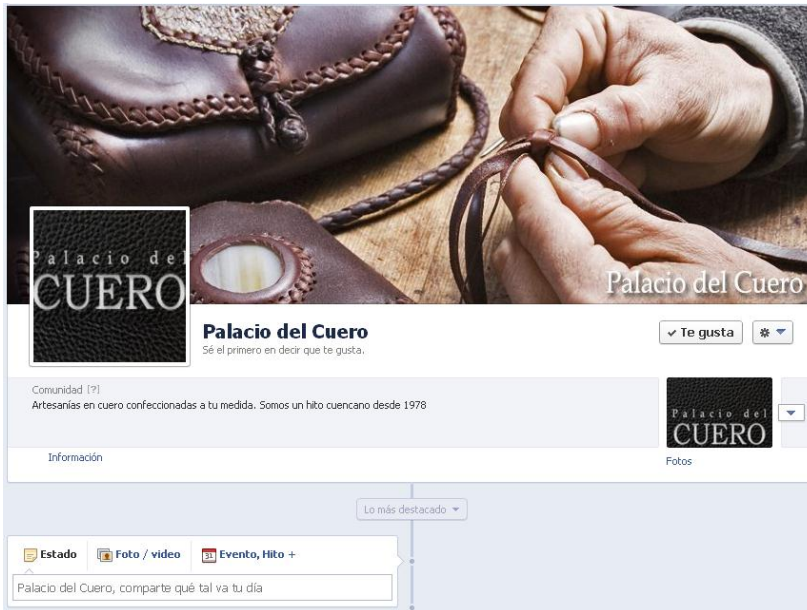 Palacio del Cuero
Palacio del
CUERO
Palacio del Cuero
Sé el primero en decir que te gusta.
Te gusta
Comunidad [?]
Artesanías en cuero confeccionadas a tu medida. Somos un hito cuencano desde 1978
Palacio del
CUERO
Información
Fotos
Lo más destacado
Estado
Foto / video
31
Evento, Hito +
Palacio del Cuero, comparte qué tal va tu día